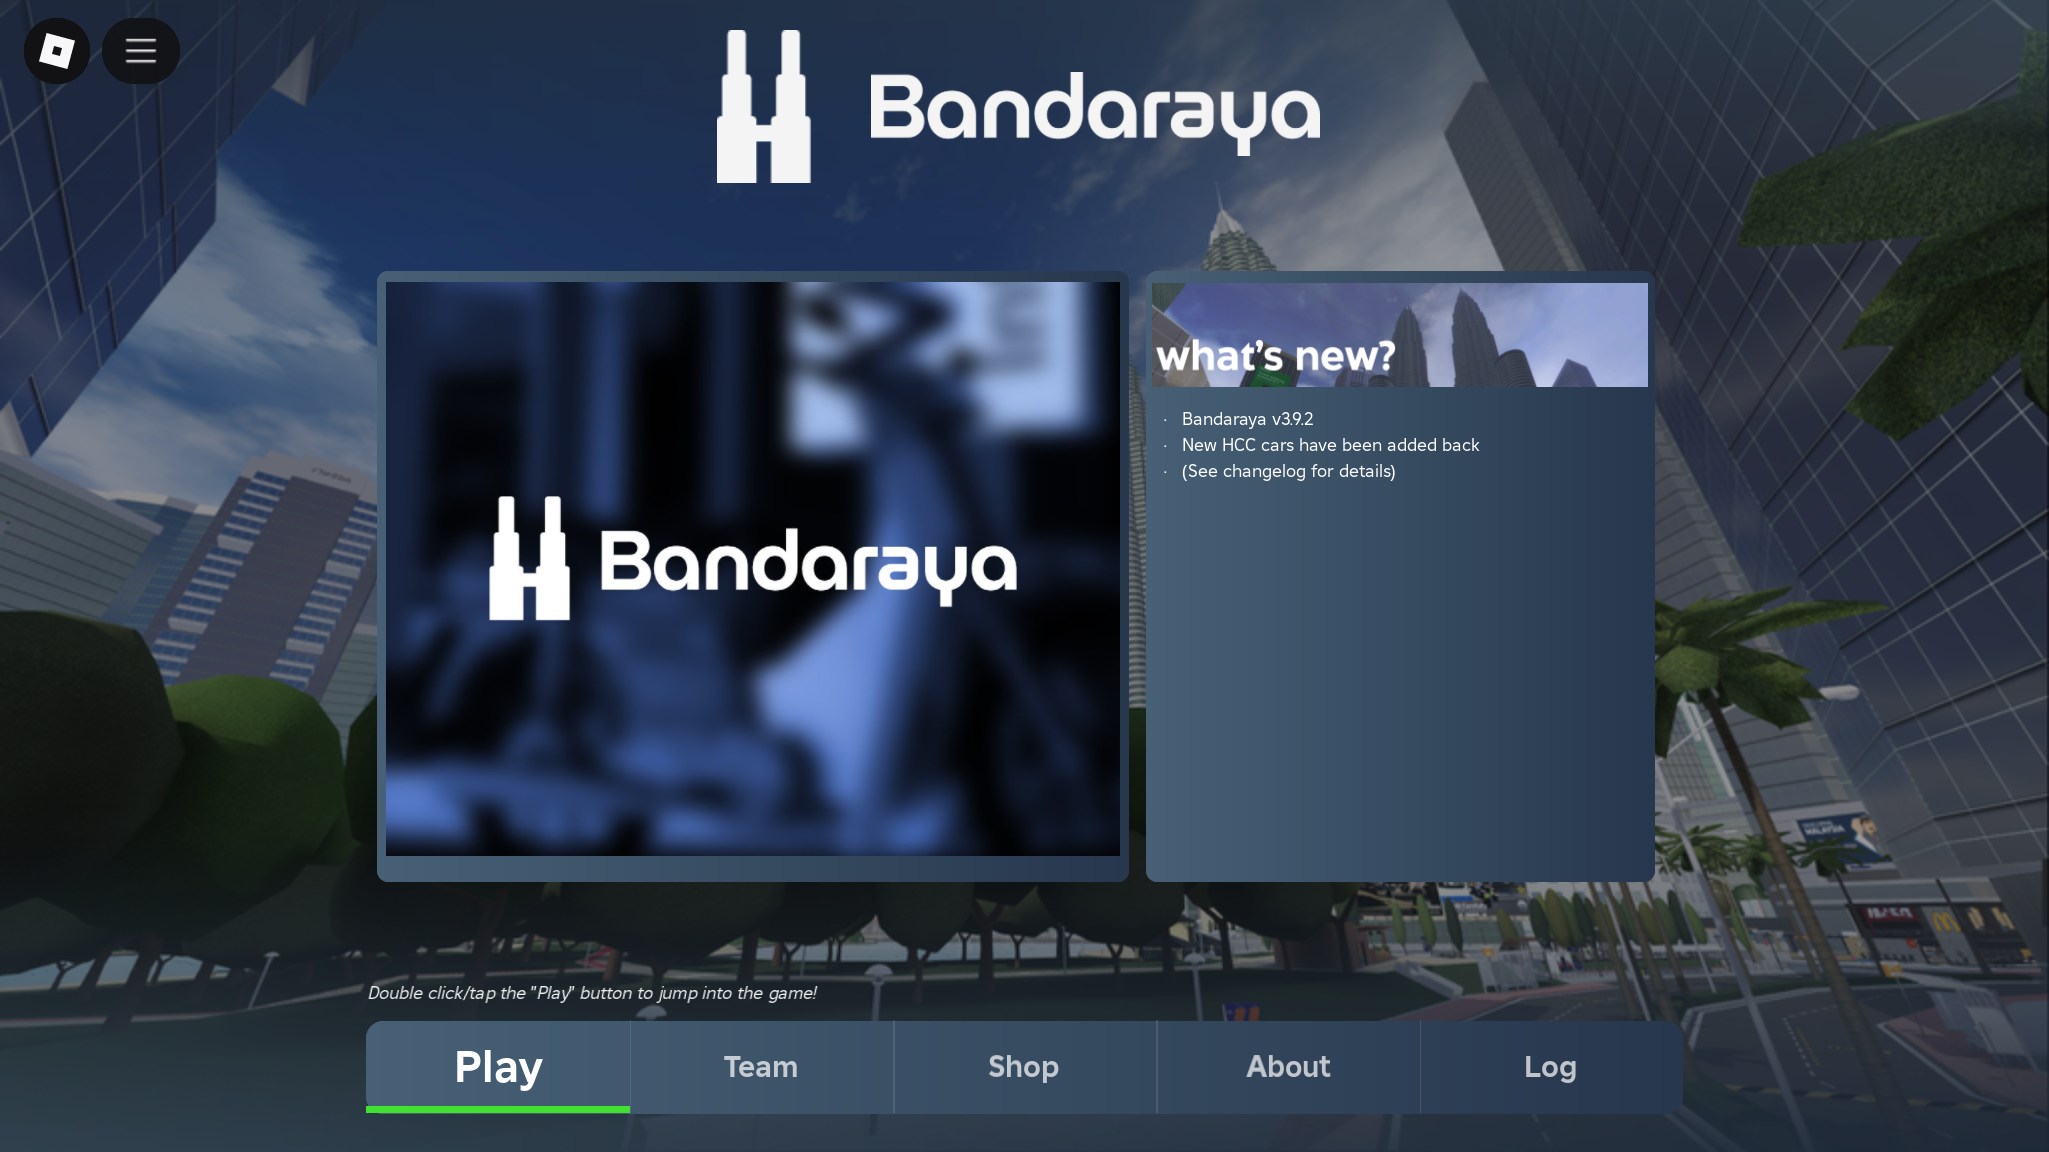 Bandaraya
Bandaraya
what's new?
· Bandaraya v3.9.2
· New HCC cars have been added back
· (See changelog for details)
Double click/tap the "Play" button to jump into the game!
Play
Team
Shop
About
Log